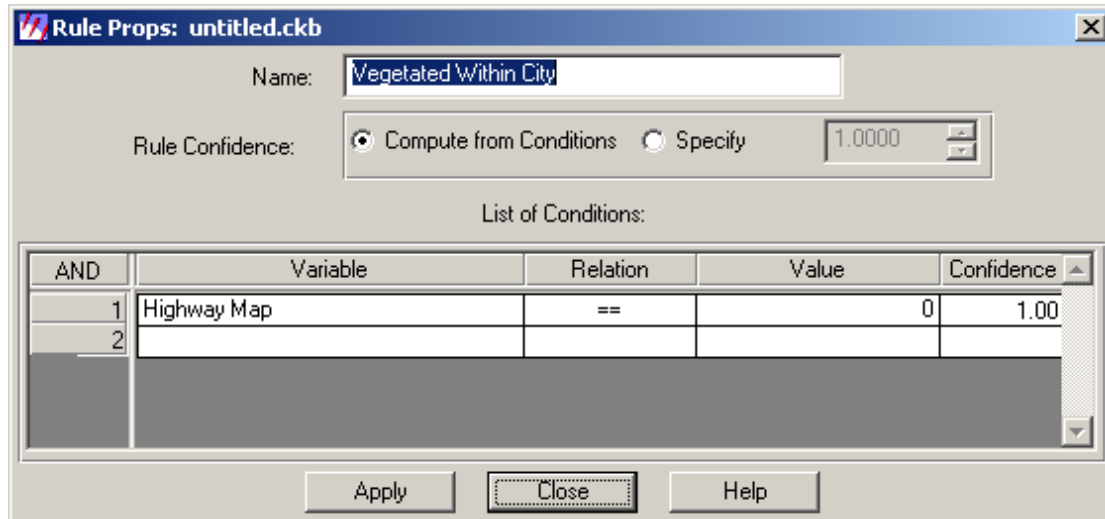 Rule Props: untitled.ckb
Name: Vegetated Within City
Rule Confidence: Compute from Conditions Specify 1.0000
List of Conditions:
AND Variable Relation Value Confidence
1 Highway Map == 0 1.00
2
Apply Close Help